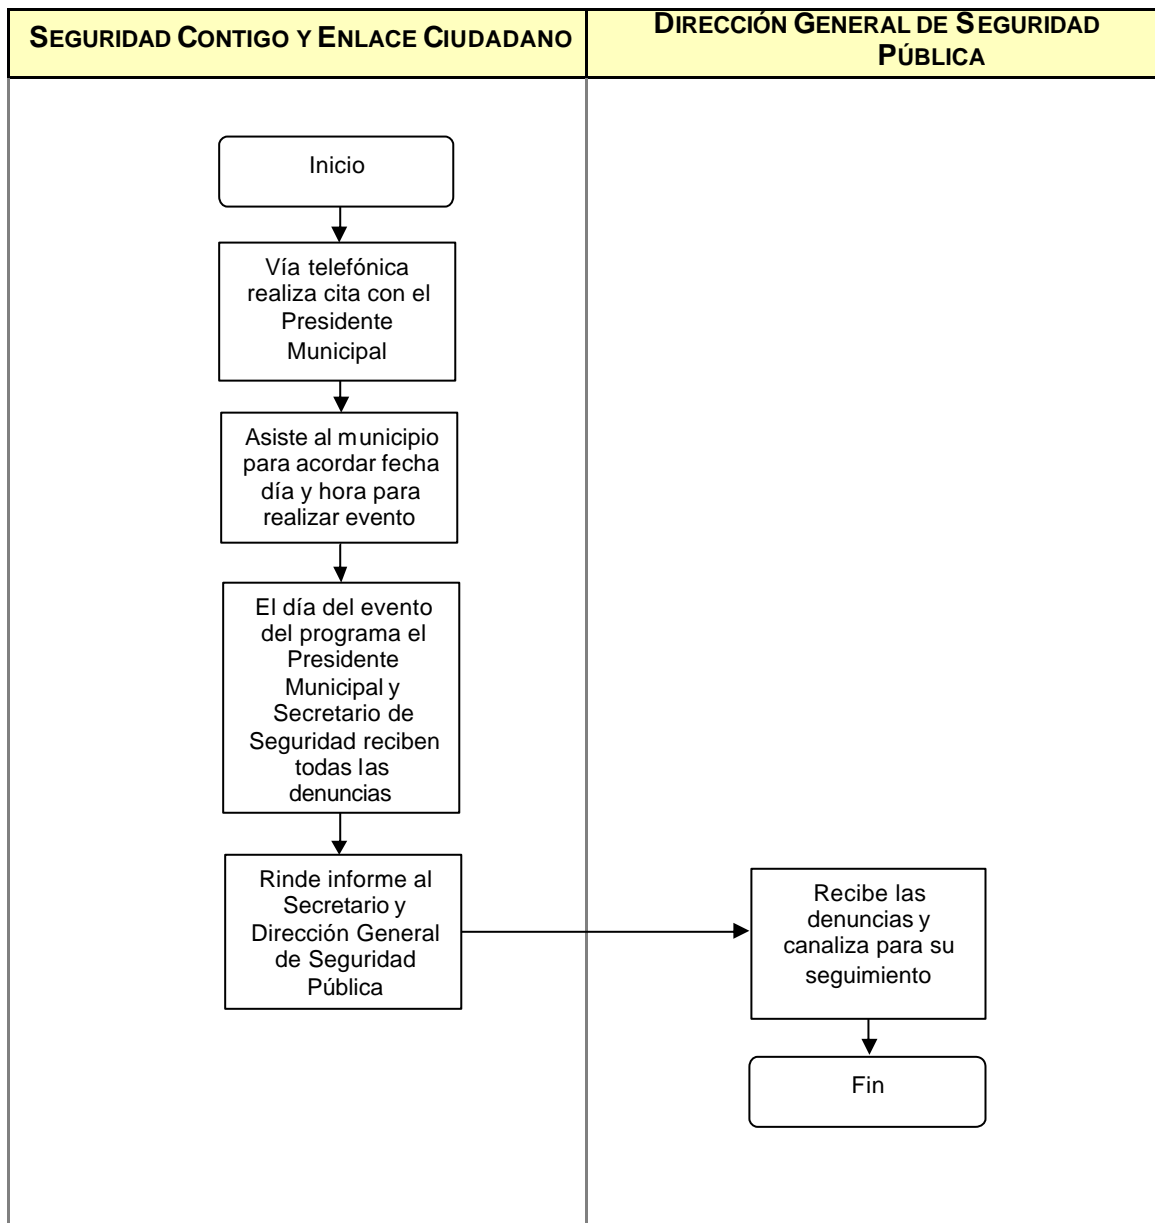 SEGURIDAD CONTIGO Y ENLACE CIUDADANO
DIRECCIÓN GENERAL DE SEGURIDAD
PÚBLICA
Inicio
Vía telefónica
realiza cita con el
Presidente
Municipal
Asiste al municipio
para acordar fecha
día y hora para
realizar evento
El día del evento
del programa el
Presidente
Municipal y
Secretario de
Seguridad reciben
todas las
denuncias
Rinde informe al
Secretario y
Dirección General
de Seguridad
Pública
Recibe las
denuncias y
canaliza para su
seguimiento
Fin